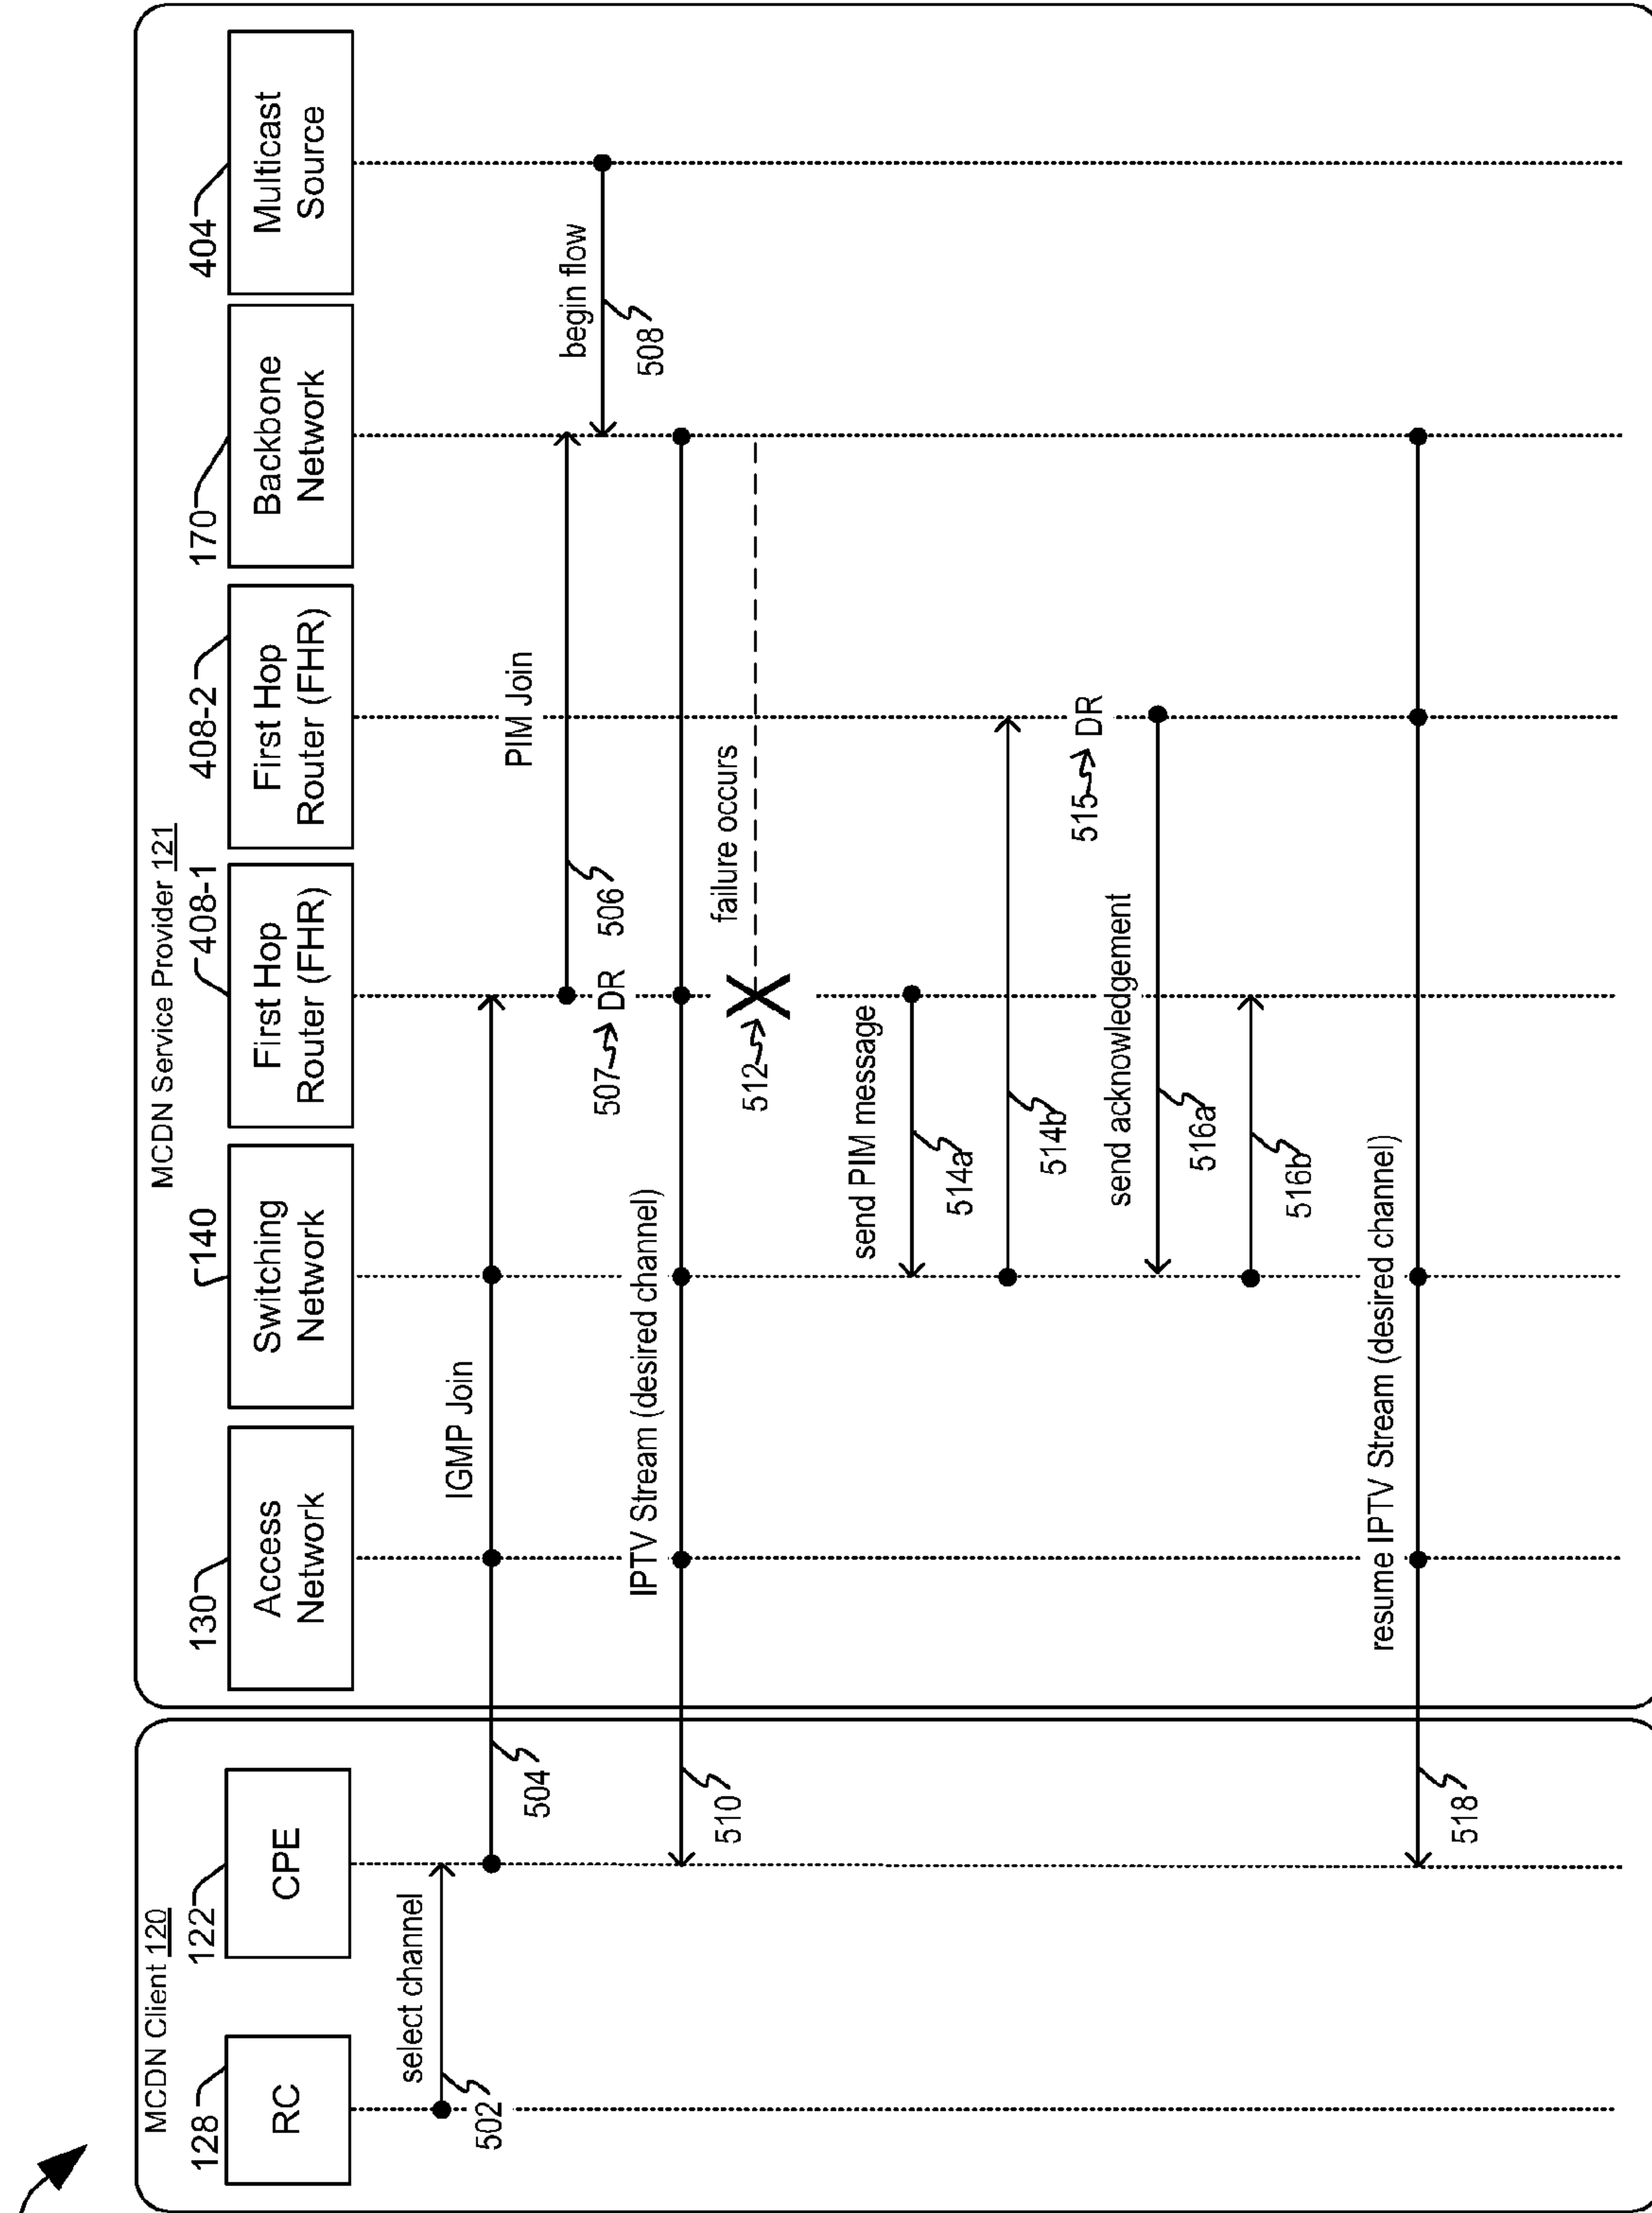 MCDN Client 120
MCDN Service Provider 121
128
122
130
140
408-1
408-2
170
404
RC
CPE
Access
Network
Switching
Network
First Hop
Router (FHR)
First Hop
Router (FHR)
Backbone
Network
Multicast
Source
select channel
502
IGMP Join
504
PIM Join
506
507
DR
begin flow
508
IPTV Stream (desired channel)
510
failure occurs
512
send PIM message
514a
514b
515
DR
send acknowledgement
516a
516b
resume IPTV Stream (desired channel)
518